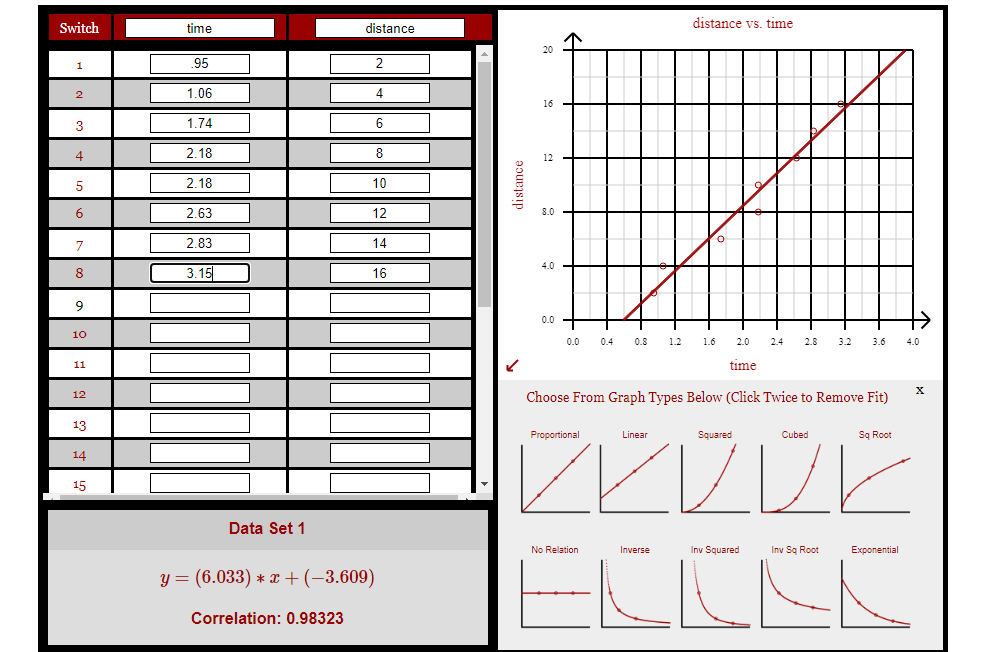 Switch time distance
1 .95 2
2 1.06 4
3 1.74 6
4 2.18 8
5 2.18 10
6 2.63 12
7 2.83 14
8 3.15 16
9
10
11
12
13
14
15
Data Set 1
y = (6.033) * x + (−3.609)
Correlation: 0.98323
distance vs. time
20
16
12
8.0
4.0
0.0
distance
0.0 0.4 0.8 1.2 1.6 2.0 2.4 2.8 3.2 3.6 4.0
time
x
Choose From Graph Types Below (Click Twice to Remove Fit)
Proportional Linear Squared Cubed Sq Root
No Relation Inverse Inv Squared Inv Sq Root Exponential